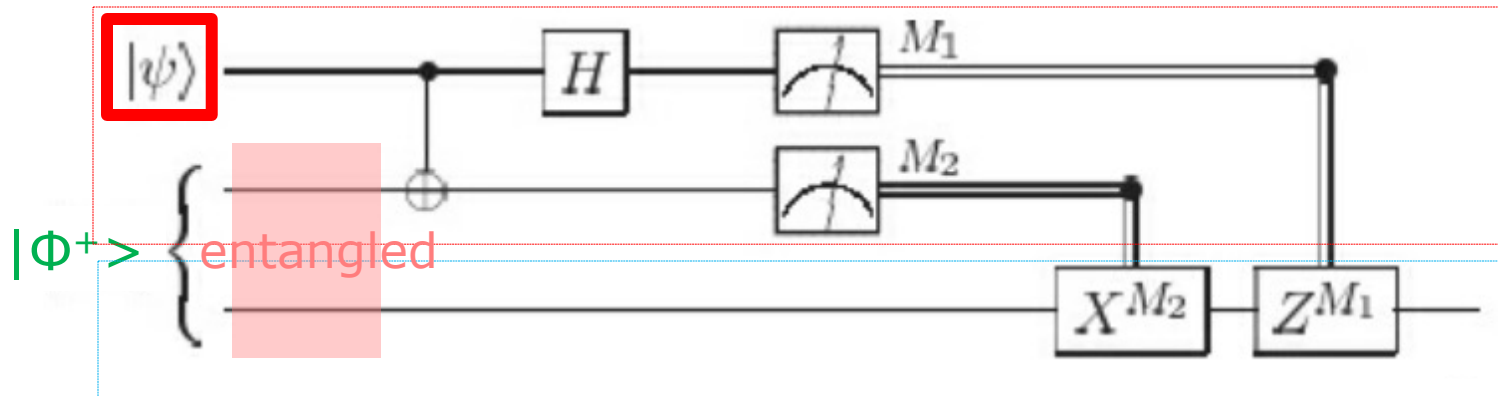 |ψ⟩
H
M₁
M₂
|Φ⁺>
entangled
X^M₂
Z^M₁